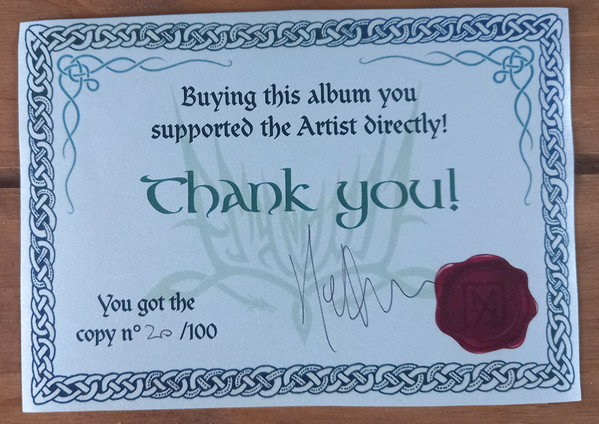 Buying this album you
supported the Artist directly!
Thank you!
You got the
copy n° 20 /100